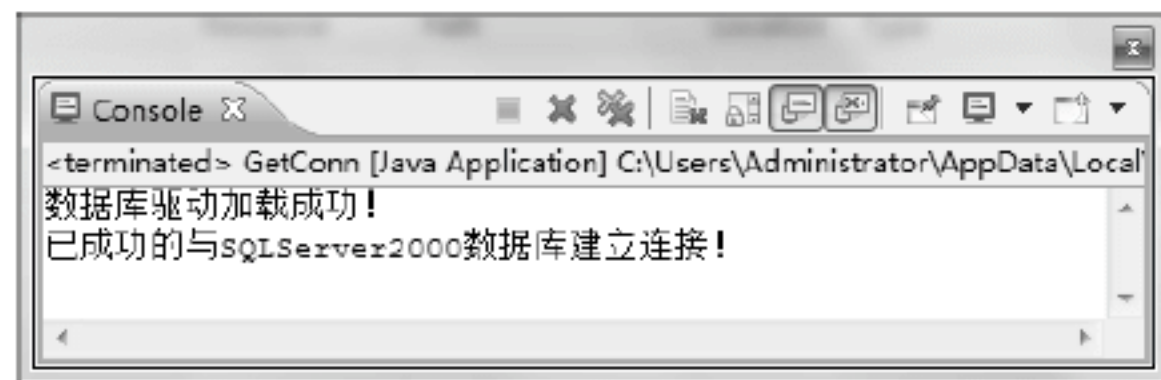 Console
<terminated> GetConn [Java Application] C:\Users\Administrator\AppData\Local\
数据库驱动加载成功!
已成功的与SQLServer2000数据库建立连接!